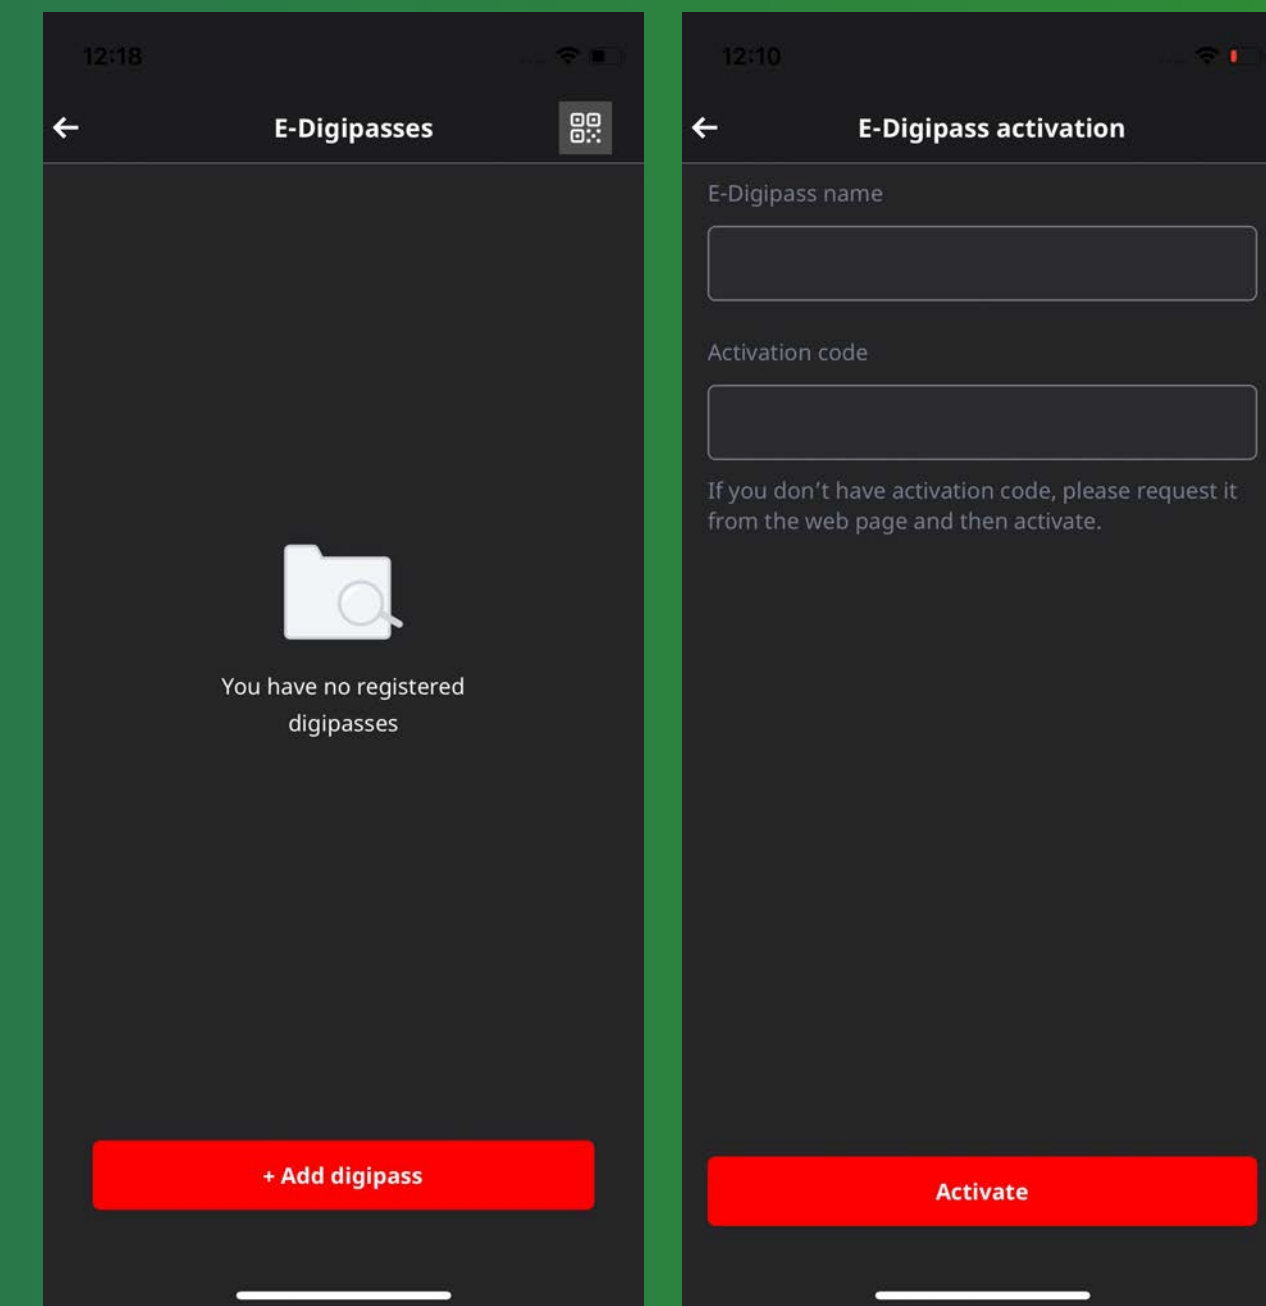 12:18
E-Digipasses
You have no registered
digipasses
+ Add digipass
12:10
E-Digipass activation
E-Digipass name
Activation code
If you don’t have activation code, please request it
from the web page and then activate.
Activate